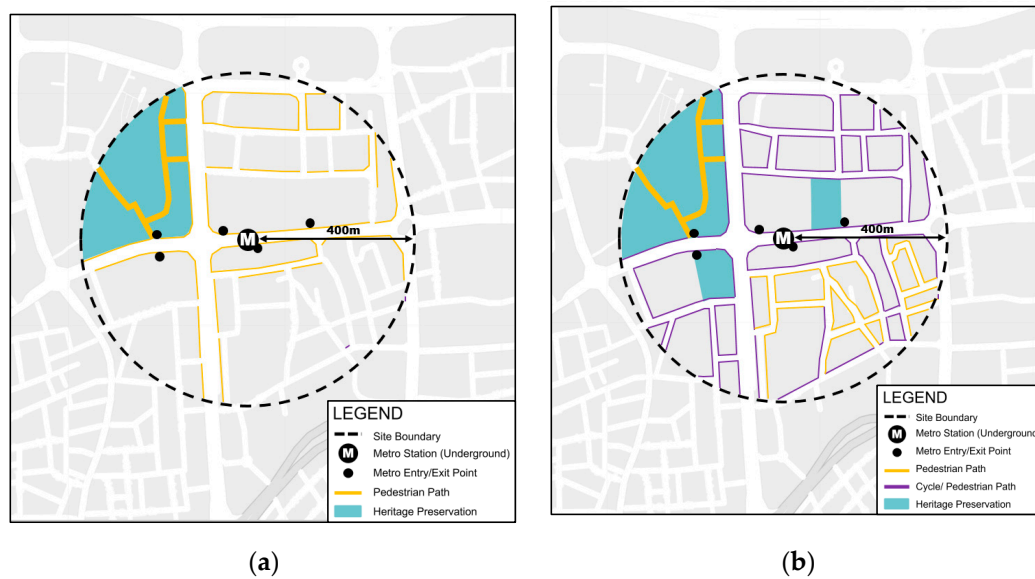 M
400m
LEGEND
Site Boundary
M Metro Station (Underground)
Metro Entry/Exit Point
Pedestrian Path
Heritage Preservation
(a)
M
400m
LEGEND
Site Boundary
M Metro Station (Underground)
Metro Entry/Exit Point
Pedestrian Path
Cycle/ Pedestrian Path
Heritage Preservation
(b)